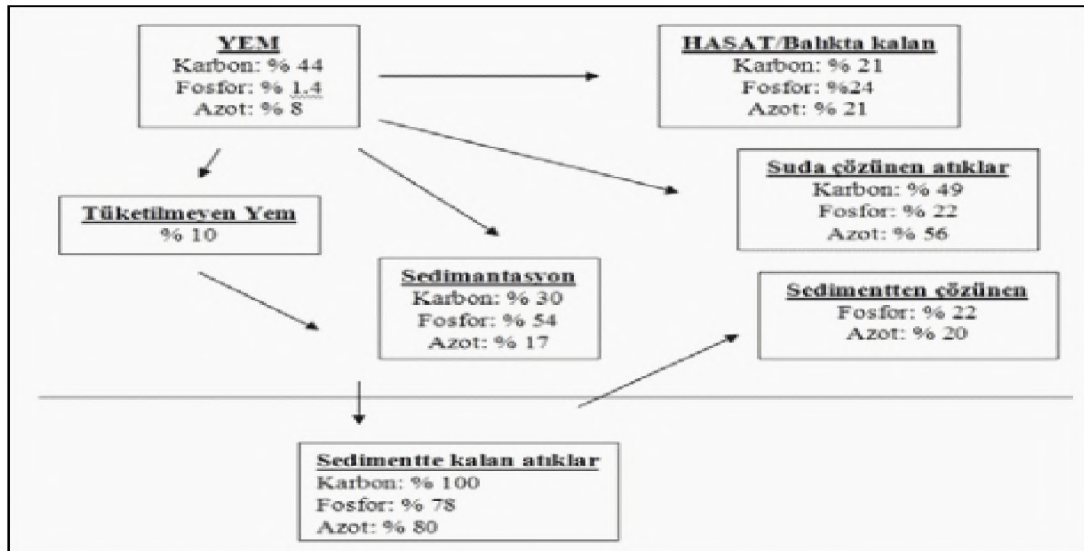 YEM
Karbon: % 44
Fosfor: % 1.4
Azot: % 8
HASAT/Balıkta kalan
Karbon: % 21
Fosfor: %24
Azot: % 21
Suda çözünen atıklar
Karbon: % 49
Fosfor: % 22
Azot: % 56
Tüketilmeyen Yem
% 10
Sedimantasyon
Karbon: % 30
Fosfor: % 54
Azot: % 17
Sedimentten çözünen
Fosfor: % 22
Azot: % 20
Sedimentte kalan atıklar
Karbon: % 100
Fosfor: % 78
Azot: % 80